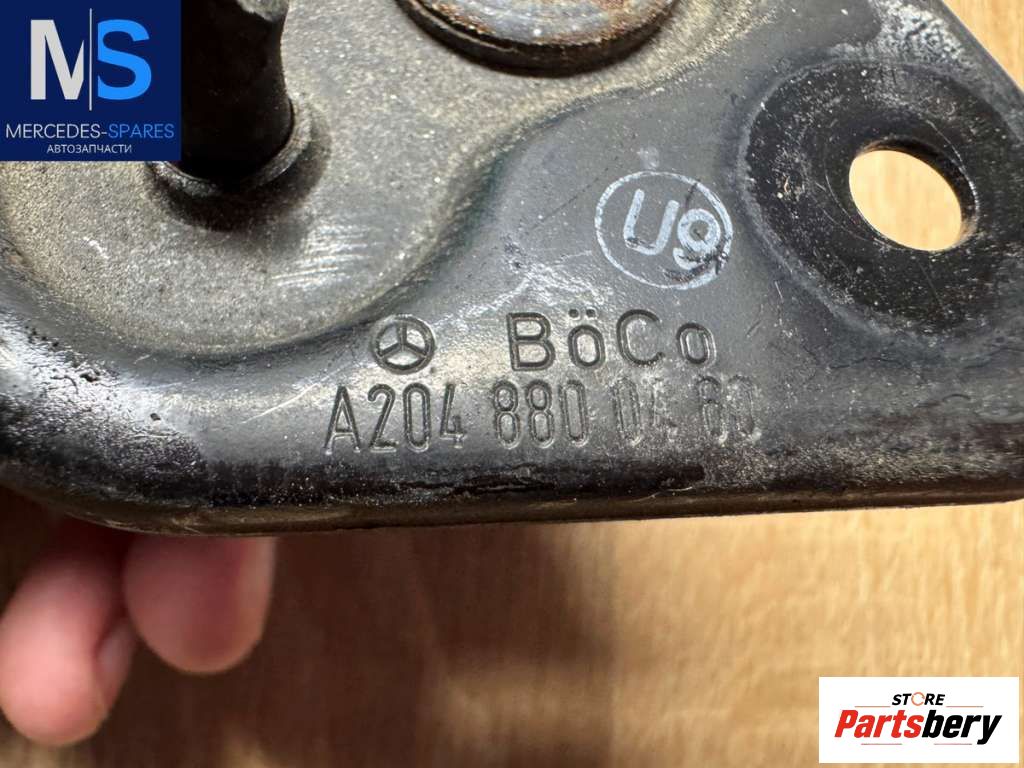 MS
MERCEDES-SPARES
АВТОЗАПЧАСТИ
U9
BöCo
A204 880 04 60
STORE
Partsbery